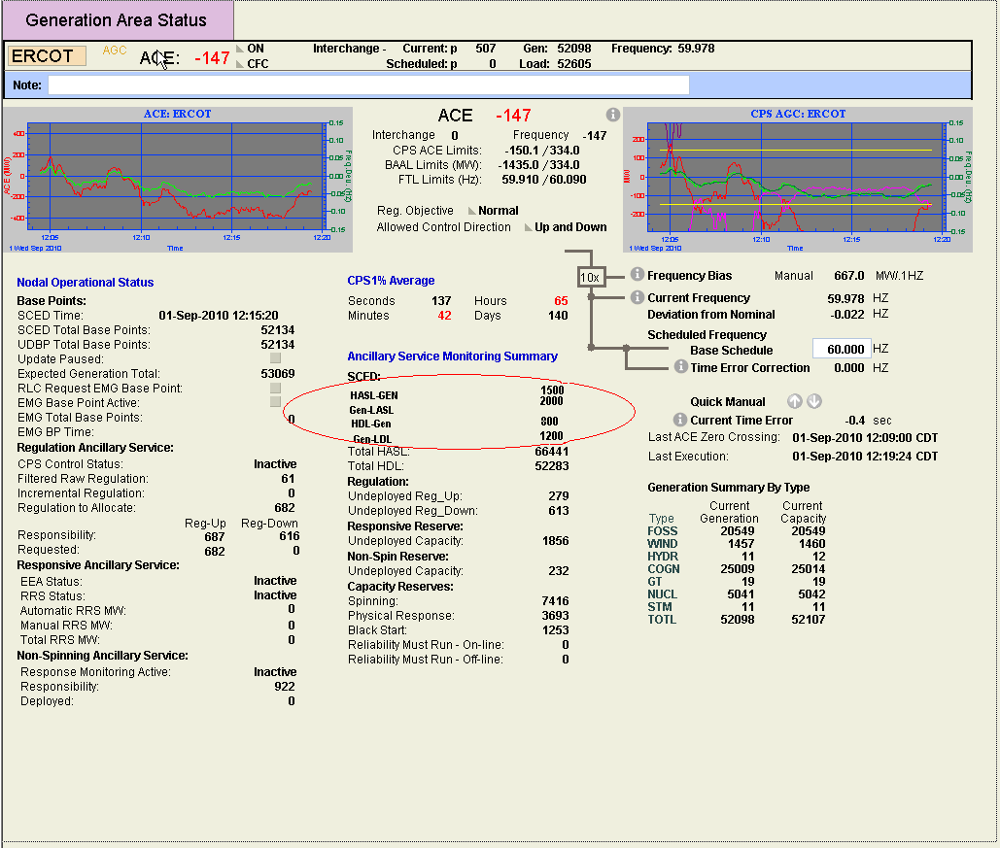 Generation Area Status
ERCOT AGC ACE: -147 ON CFC
Interchange - Current: p 507 Gen: 52098 Frequency: 59.978
Scheduled: p 0 Load: 52605
Note:
ACE: ERCOT
ACE (MW)
400
200
0
-200
-400
0.15
0.10
0.05
0.00
0.05
0.10
0.15
Freq.Deu. (Hz)
12:05 12:10 12:15 12:20
1 Wed Sep 2010 Time
ACE -147
Interchange 0 Frequency -147
CPS ACE Limits: -150.1 / 334.0
BAAL Limits (MW): -1435.0 / 334.0
FTL Limits (Hz): 59.910 / 60.090
Reg. Objective Normal
Allowed Control Direction Up and Down
CPS AGC: ERCOT
MW
200
100
0
-100
-200
0.15
0.10
0.05
0.00
0.05
0.10
0.15
Freq.Deu. (Hz)
12:05 12:10 12:15 12:20
1 Wed Sep 2010 Time
Nodal Operational Status
Base Points:
SCED Time: 01-Sep-2010 12:15:20
SCED Total Base Points: 52134
UDBP Total Base Points: 52134
Update Paused:
Expected Generation Total: 53069
RLC Request EMG Base Point:
EMG Base Point Active:
EMG Total Base Points: 0
EMG BP Time:
Regulation Ancillary Service:
CPS Control Status: Inactive
Filtered Raw Regulation: 61
Incremental Regulation: 0
Regulation to Allocate: 682
Reg-Up Reg-Down
Responsibility: 687 616
Requested: 682 0
Responsive Ancillary Service:
EEA Status: Inactive
RRS Status: Inactive
Automatic RRS MW: 0
Manual RRS MW: 0
Total RRS MW: 0
Non-Spinning Ancillary Service:
Response Monitoring Active: Inactive
Responsibility: 922
Deployed: 0
CPS1% Average
Seconds 137 Hours 65
Minutes 42 Days 140
Ancillary Service Monitoring Summary
SCED:
HASL-GEN 1500
Gen-LASL 2000
HDL-Gen 800
Gen-LDL 1200
Total HASL: 66441
Total HDL: 52283
Regulation:
Undeployed Reg_Up: 279
Undeployed Reg_Down: 613
Responsive Reserve:
Undeployed Capacity: 1856
Non-Spin Reserve:
Undeployed Capacity: 232
Capacity Reserves:
Spinning: 7416
Physical Response: 3693
Black Start: 1253
Reliability Must Run - On-line: 0
Reliability Must Run - Off-line: 0
10x
Frequency Bias Manual 667.0 MW/.1HZ
Current Frequency 59.978 HZ
Deviation from Nominal -0.022 HZ
Scheduled Frequency
Base Schedule 60.000 HZ
Time Error Correction 0.000 HZ
Quick Manual
Current Time Error -0.4 sec
Last ACE Zero Crossing: 01-Sep-2010 12:09:00 CDT
Last Execution: 01-Sep-2010 12:19:24 CDT
Generation Summary By Type
Type Current Generation Current Capacity
FOSS 20549 20549
WIND 1457 1460
HYDR 11 12
COGN 25009 25014
GT 19 19
NUCL 5041 5042
STM 11 11
TOTL 52098 52107